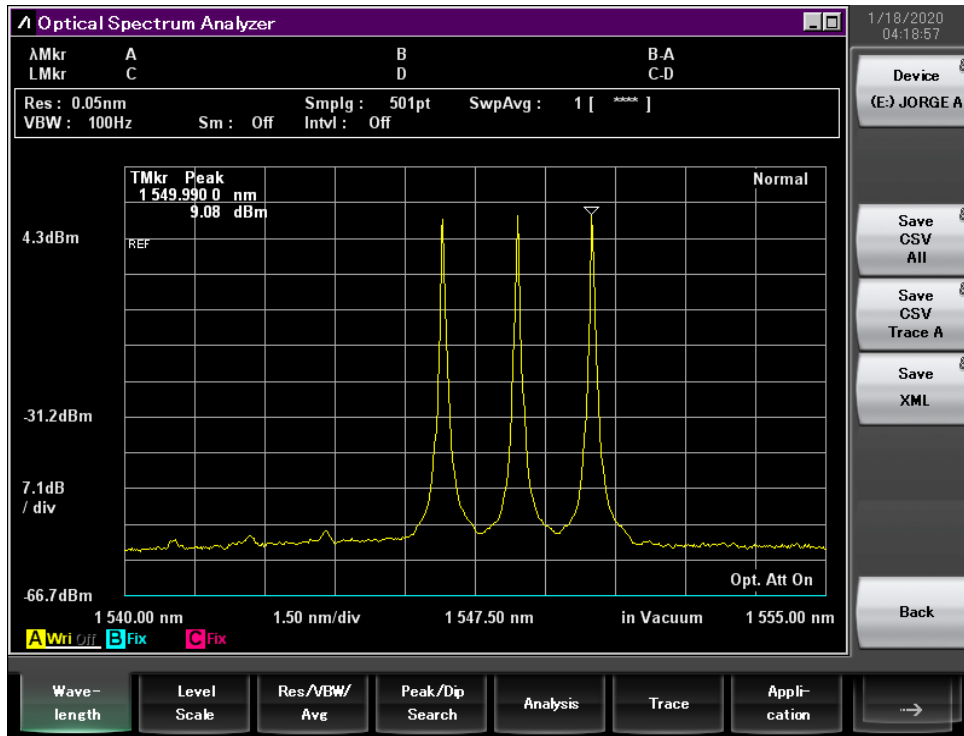 Optical Spectrum Analyzer
1/18/2020
04:18:57
λMkr A B B-A
LMkr C D C-D
Res : 0.05nm Smplg : 501pt SwpAvg : 1 [ **** ]
VBW : 100Hz Sm : Off Intvl : Off
Device
(E:) JORGE A
TMkr Peak
1 549.990 0 nm
9.08 dBm
Normal
4.3dBm
REF
Save
CSV
All
Save
CSV
Trace A
Save
XML
-31.2dBm
7.1dB
/ div
Opt. Att On
-66.7dBm
1 540.00 nm 1.50 nm/div 1 547.50 nm in Vacuum 1 555.00 nm
A Wri Off B Fix C Fix
Back
Wave-
length
Level
Scale
Res/VBW/
Avg
Peak/Dip
Search
Analysis
Trace
Appli-
cation